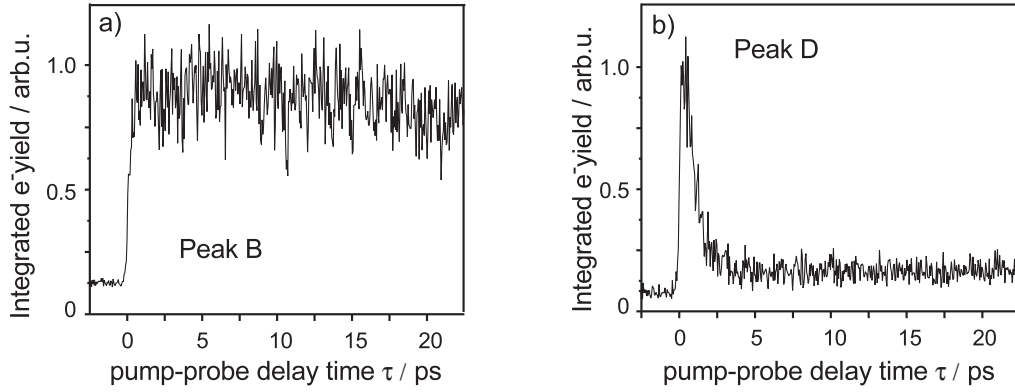 a)
Integrated e⁻yield / arb.u.
1.0
0.5
0
Peak B
0 5 10 15 20
pump-probe delay time τ / ps
b)
Integrated e⁻yield / arb.u.
1.0
0.5
0
Peak D
0 5 10 15 20
pump-probe delay time τ / ps